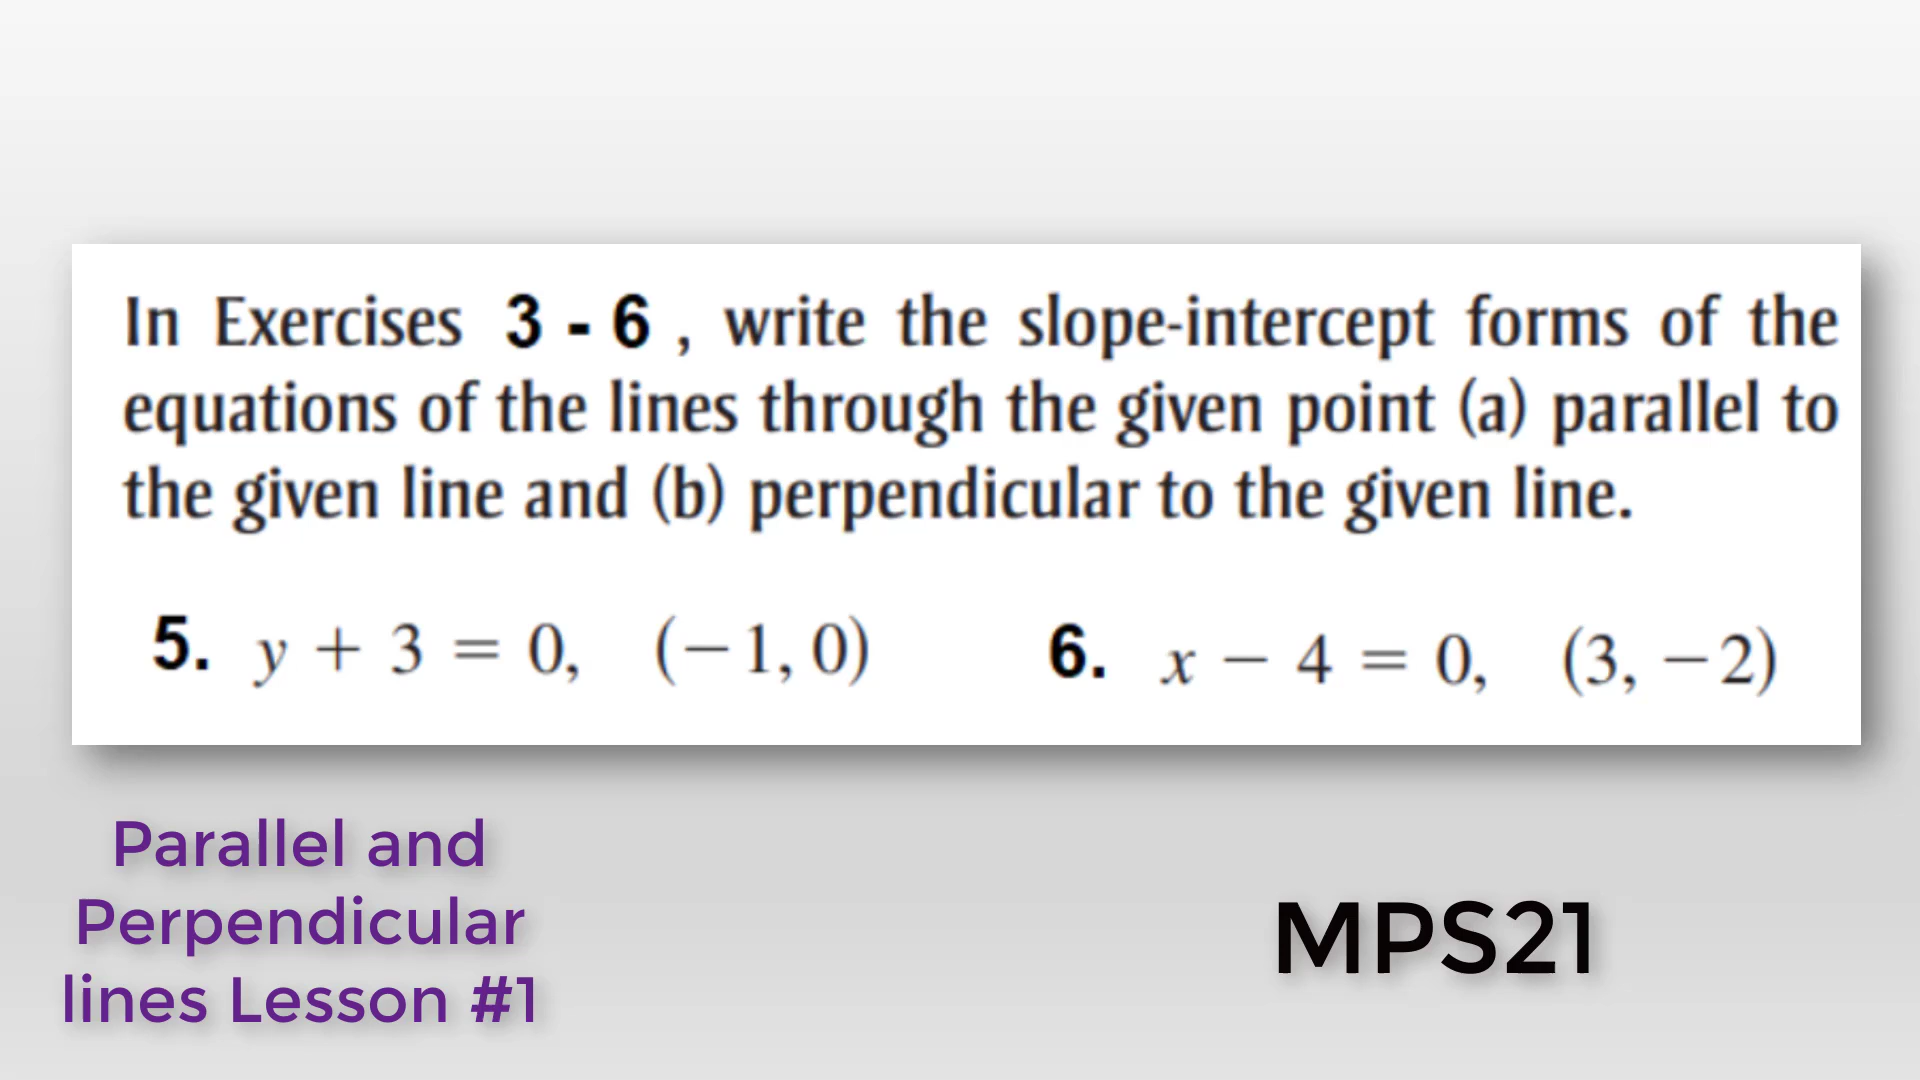 In Exercises 3 - 6 , write the slope-intercept forms of the
equations of the lines through the given point (a) parallel to
the given line and (b) perpendicular to the given line.
5. y + 3 = 0, (−1, 0) 6. x − 4 = 0, (3, −2)
Parallel and
Perpendicular
lines Lesson #1
MPS21